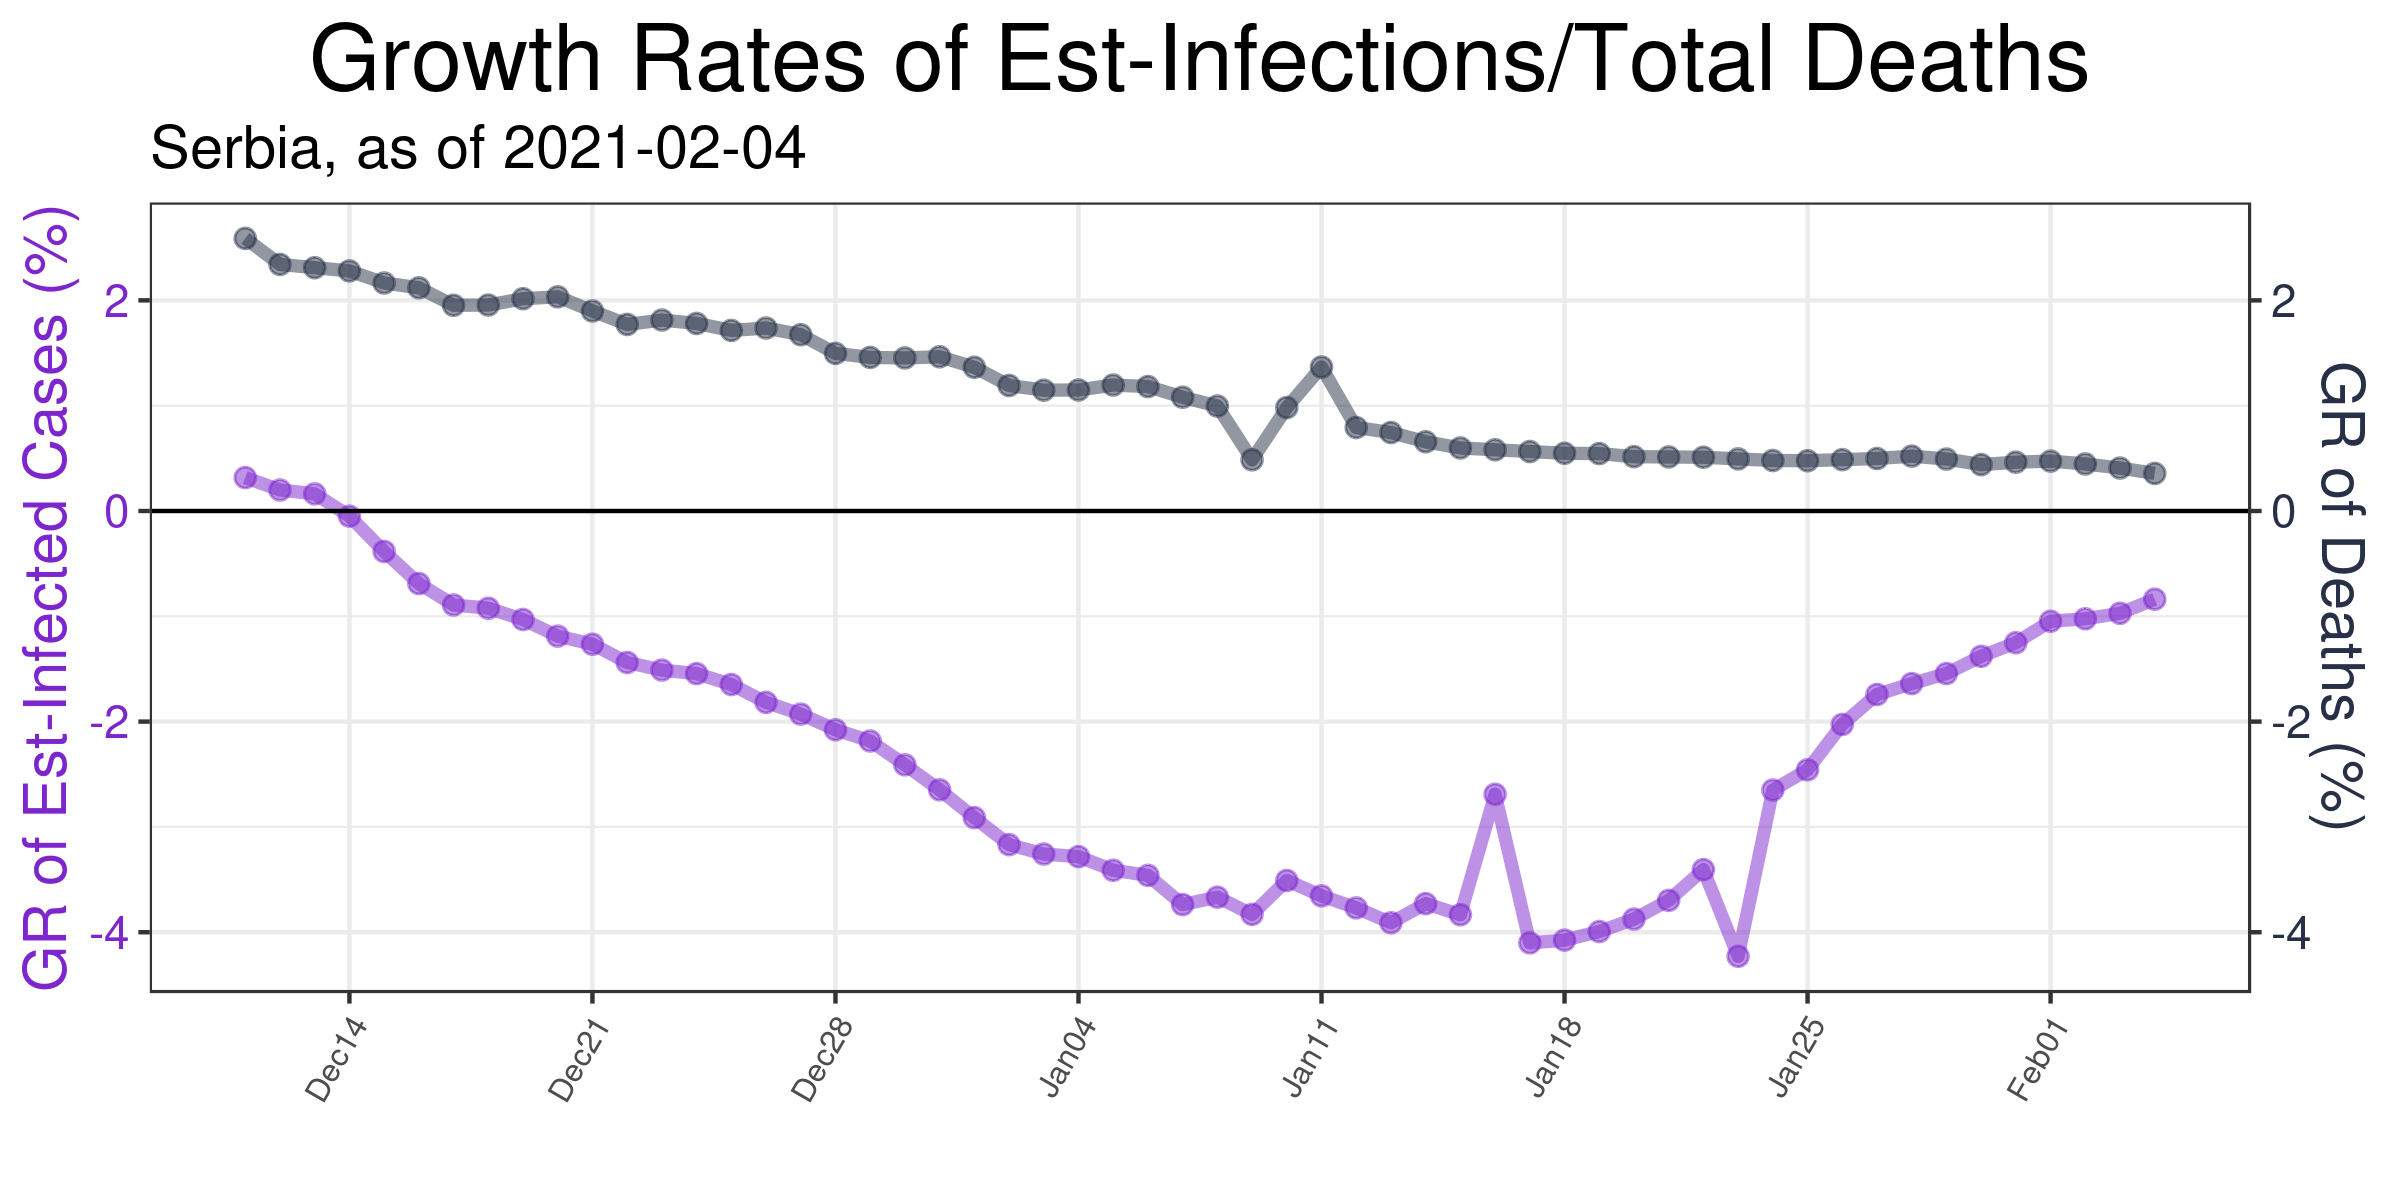 Growth Rates of Est-Infections/Total Deaths
Serbia, as of 2021-02-04
GR of Est-Infected Cases (%)
2
0
-2
-4
2
0
-2
-4
GR of Deaths (%)
Dec14
Dec21
Dec28
Jan04
Jan11
Jan18
Jan25
Feb01